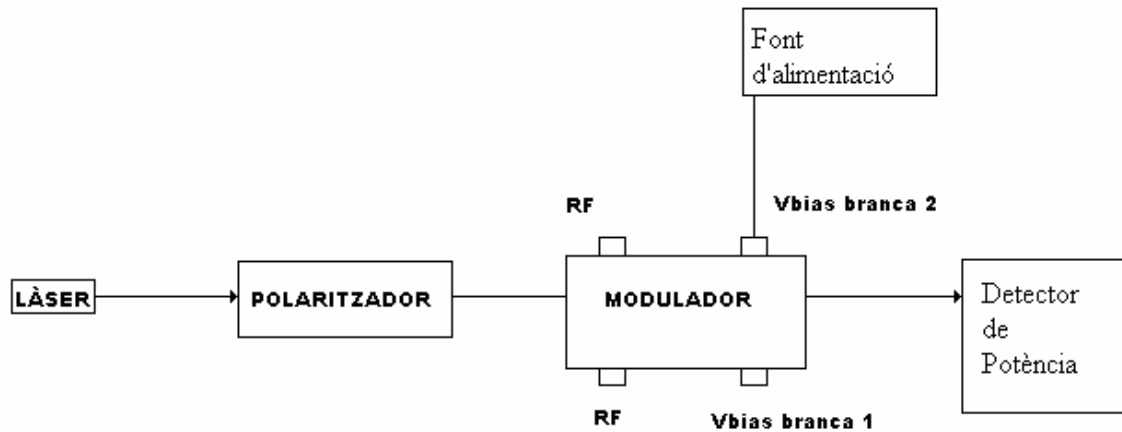 Font
d'alimentació
RF
Vbias branca 2
LÀSER
POLARITZADOR
MODULADOR
Detector
de
Potència
RF
Vbias branca 1